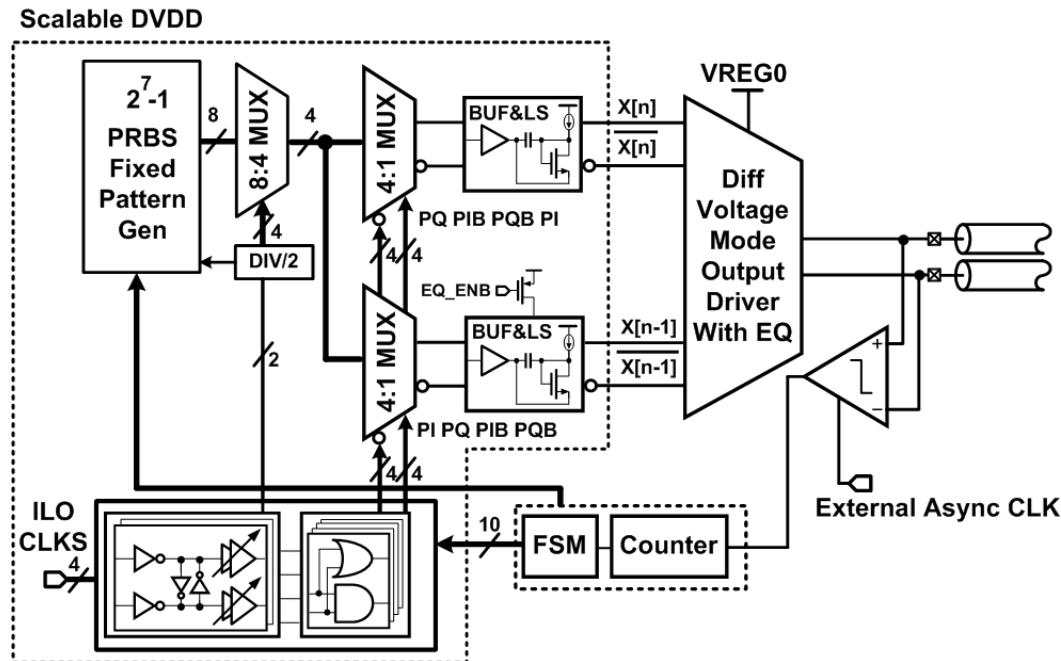 Scalable DVDD
2^7-1
PRBS
Fixed
Pattern
Gen
8
8:4 MUX
4
4
DIV/2
2
4:1 MUX
BUF&LS
X[n]
X[n]
PQ PIB PQB PI
4
4
EQ_ENB
4:1 MUX
BUF&LS
X[n-1]
X[n-1]
PI PQ PIB PQB
4
4
VREG0
Diff
Voltage
Mode
Output
Driver
With EQ
+
−
External Async CLK
ILO
CLKS
4
10
FSM
Counter